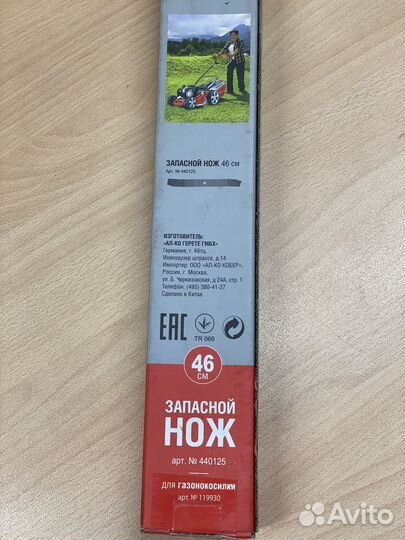 ЗАПАСНОЙ НОЖ 46 см
Арт. № 440125
ИЗГОТОВИТЕЛЬ:
«АЛ-КО ГЕРЕТЕ ГМБХ»
Германия, г. Кётц,
Ихенхаузер штрассе, д.14
Импортер: ООО «АЛ-КО КОБЕР»,
Россия, г. Москва,
ул. Б. Черкизовская, д 24А, стр. 1
Телефон: (495) 380-41-27
Сделано в Китае.
EAC
TR 066
46
СМ
ЗАПАСНОЙ
НОЖ
арт. № 440125
для ГАЗОНОКОСИЛКИ
арт. № 119930
Avito